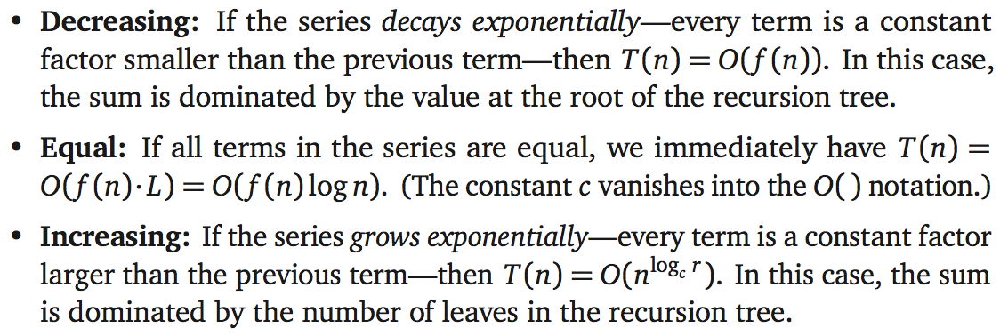 • Decreasing: If the series decays exponentially—every term is a constant
factor smaller than the previous term—then T(n) = O(f(n)). In this case,
the sum is dominated by the value at the root of the recursion tree.
• Equal: If all terms in the series are equal, we immediately have T(n) =
O(f(n)·L) = O(f(n) log n). (The constant c vanishes into the O( ) notation.)
• Increasing: If the series grows exponentially—every term is a constant factor
larger than the previous term—then T(n) = O(n^{log_c r}). In this case, the sum
is dominated by the number of leaves in the recursion tree.